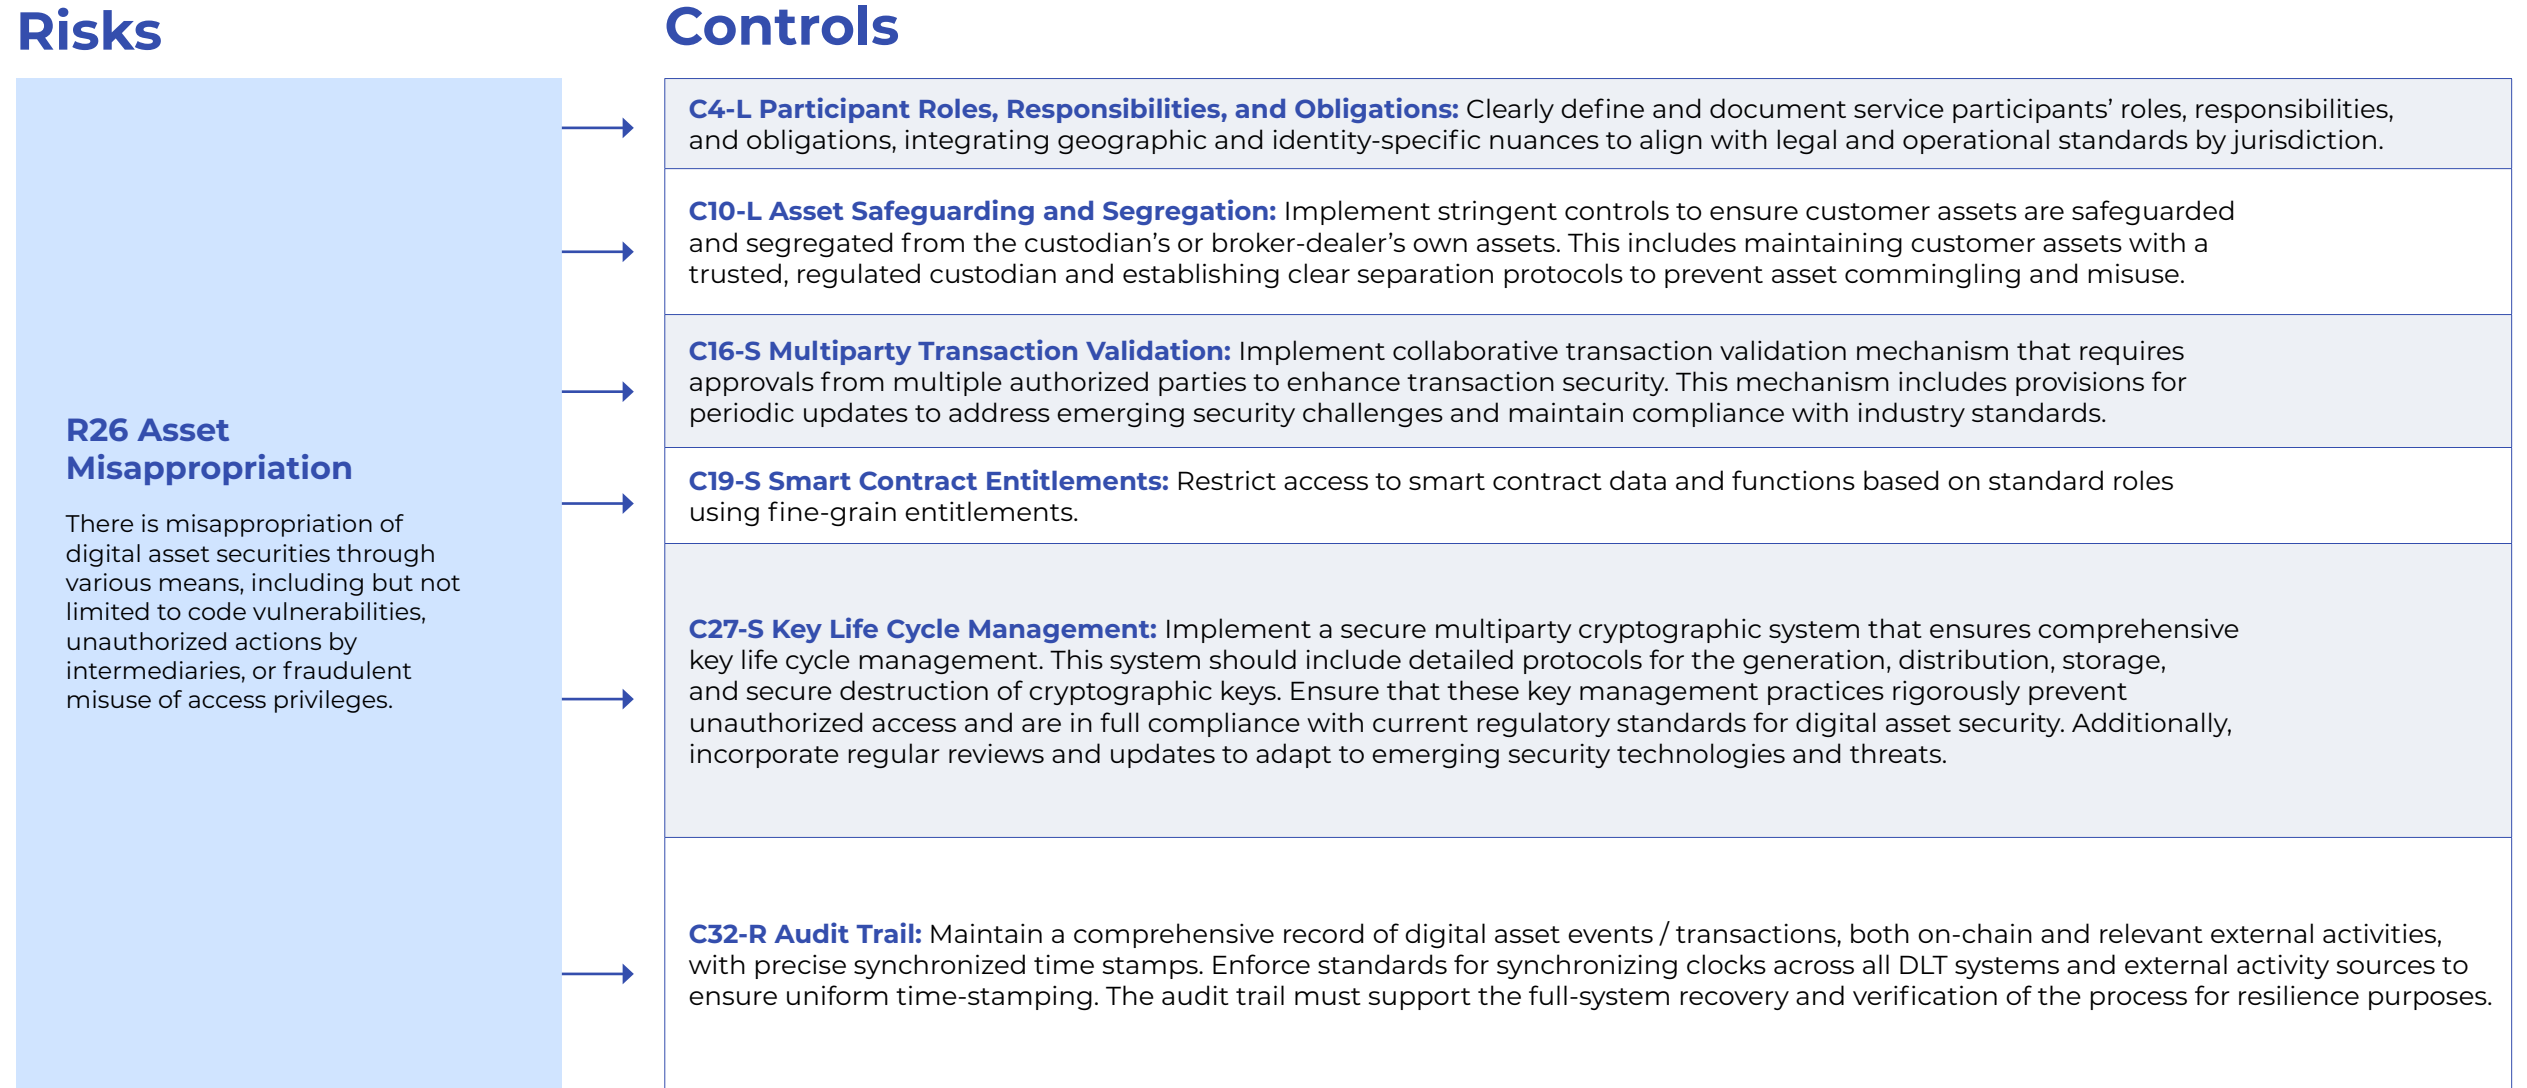 Risks
Controls
R26 Asset
Misappropriation
There is misappropriation of
digital asset securities through
various means, including but not
limited to code vulnerabilities,
unauthorized actions by
intermediaries, or fraudulent
misuse of access privileges.
C4-L Participant Roles, Responsibilities, and Obligations: Clearly define and document service participants’ roles, responsibilities,
and obligations, integrating geographic and identity-specific nuances to align with legal and operational standards by jurisdiction.
C10-L Asset Safeguarding and Segregation: Implement stringent controls to ensure customer assets are safeguarded
and segregated from the custodian’s or broker-dealer’s own assets. This includes maintaining customer assets with a
trusted, regulated custodian and establishing clear separation protocols to prevent asset commingling and misuse.
C16-S Multiparty Transaction Validation: Implement collaborative transaction validation mechanism that requires
approvals from multiple authorized parties to enhance transaction security. This mechanism includes provisions for
periodic updates to address emerging security challenges and maintain compliance with industry standards.
C19-S Smart Contract Entitlements: Restrict access to smart contract data and functions based on standard roles
using fine-grain entitlements.
C27-S Key Life Cycle Management: Implement a secure multiparty cryptographic system that ensures comprehensive
key life cycle management. This system should include detailed protocols for the generation, distribution, storage,
and secure destruction of cryptographic keys. Ensure that these key management practices rigorously prevent
unauthorized access and are in full compliance with current regulatory standards for digital asset security. Additionally,
incorporate regular reviews and updates to adapt to emerging security technologies and threats.
C32-R Audit Trail: Maintain a comprehensive record of digital asset events / transactions, both on-chain and relevant external activities,
with precise synchronized time stamps. Enforce standards for synchronizing clocks across all DLT systems and external activity sources to
ensure uniform time-stamping. The audit trail must support the full-system recovery and verification of the process for resilience purposes.